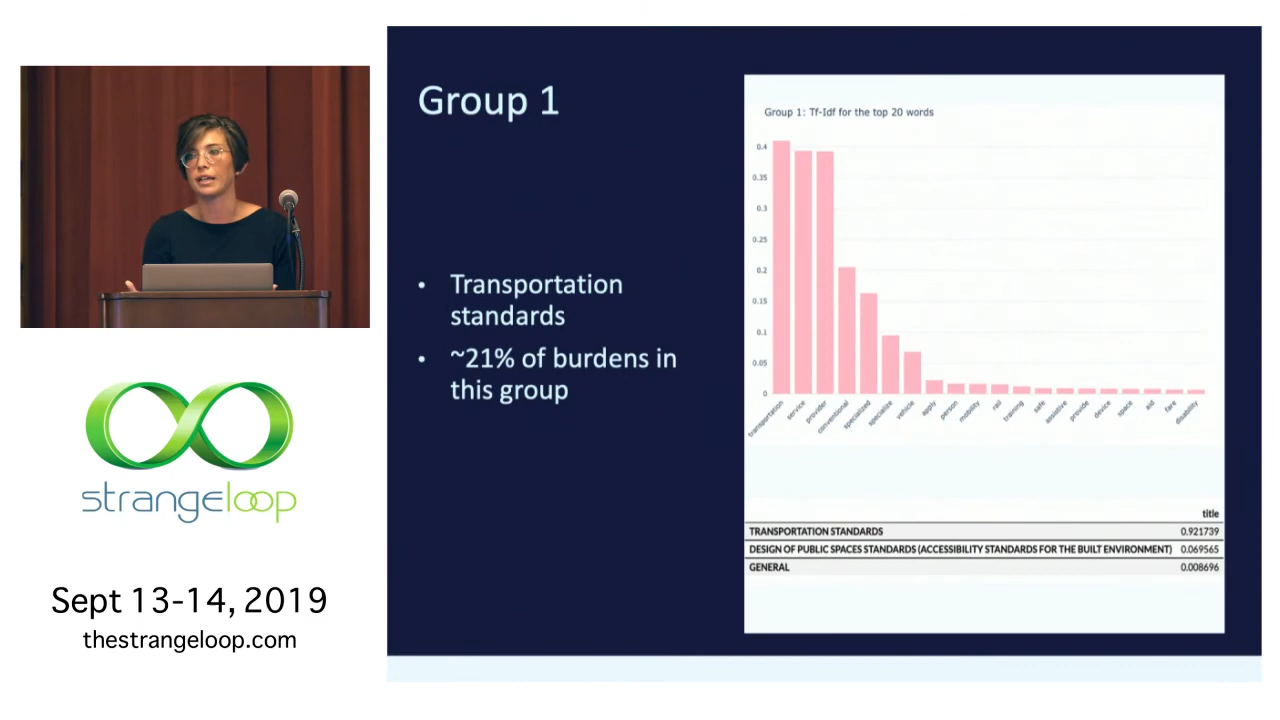 Group 1
• Transportation
standards
• ~21% of burdens in
this group
Group 1: Tf-Idf for the top 20 words
0.4
0.35
0.3
0.25
0.2
0.15
0.1
0.05
0
transportation
service
provider
conventional
specialized
specialize
vehicle
apply
person
mobility
rail
training
safe
assistive
provide
device
space
aid
fare
disability
title
TRANSPORTATION STANDARDS 0.921739
DESIGN OF PUBLIC SPACES STANDARDS (ACCESSIBILITY STANDARDS FOR THE BUILT ENVIRONMENT) 0.069565
GENERAL 0.008696
strangeloop
Sept 13-14, 2019
thestrangeloop.com